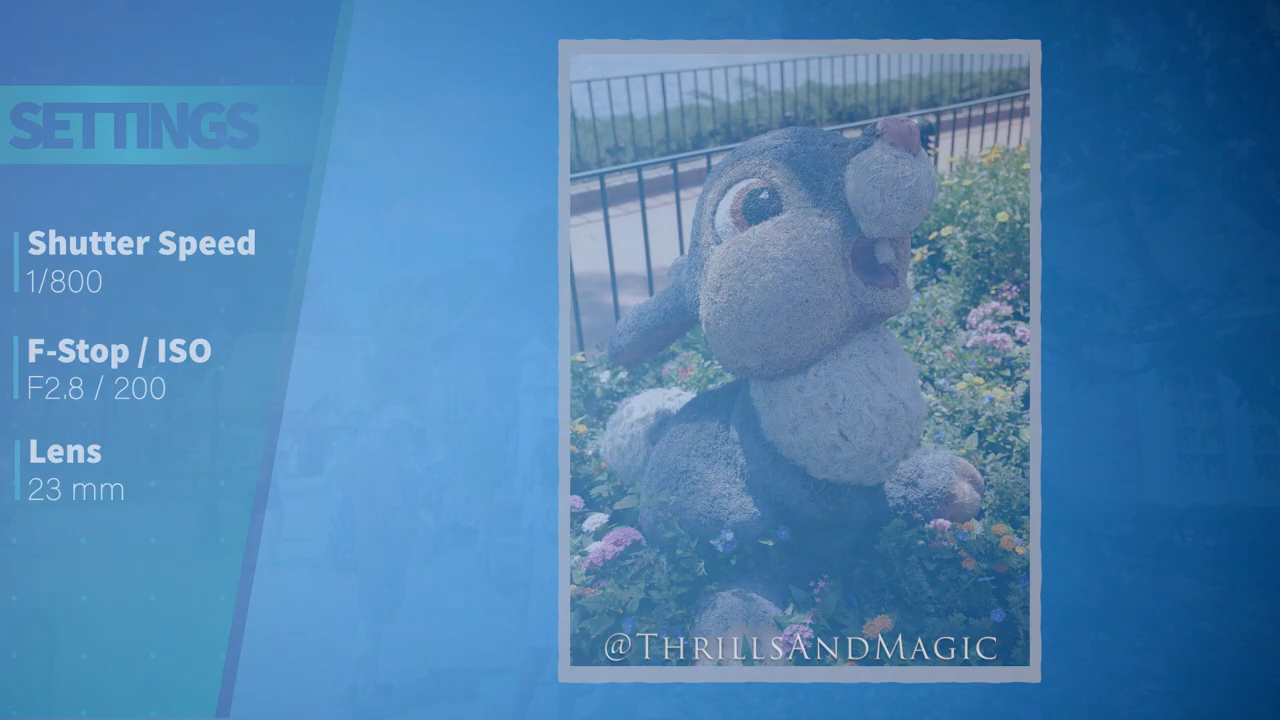 SETTINGS
Shutter Speed
1/800
F-Stop / ISO
F2.8 / 200
Lens
23 mm
@ThrillsAndMagic